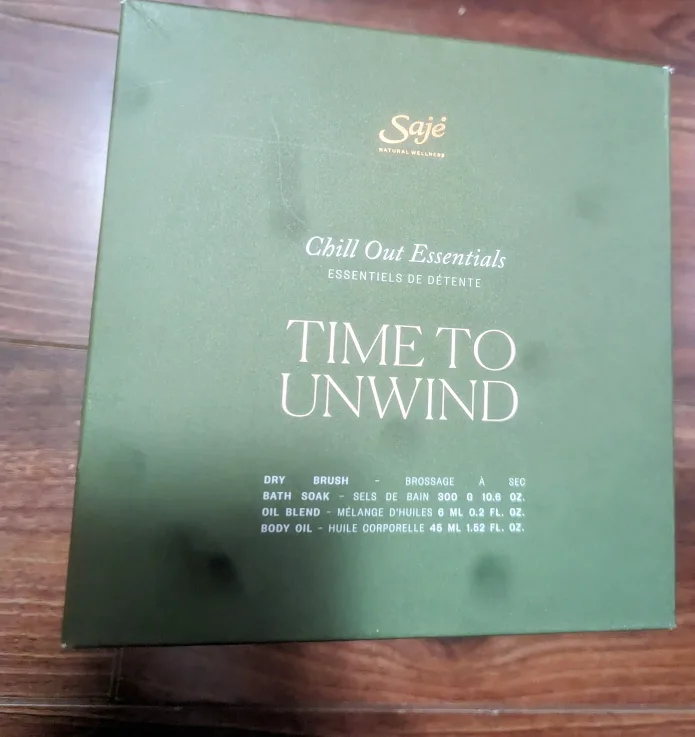 Sajė
NATURAL WELLNESS
Chill Out Essentials
ESSENTIELS DE DÉTENTE
TIME TO
UNWIND
DRY BRUSH - BROSSAGE À SEC
BATH SOAK - SELS DE BAIN 300 G 10.6 OZ.
OIL BLEND - MÉLANGE D'HUILES 6 ML 0.2 FL. OZ.
BODY OIL - HUILE CORPORELLE 45 ML 1.52 FL. OZ.